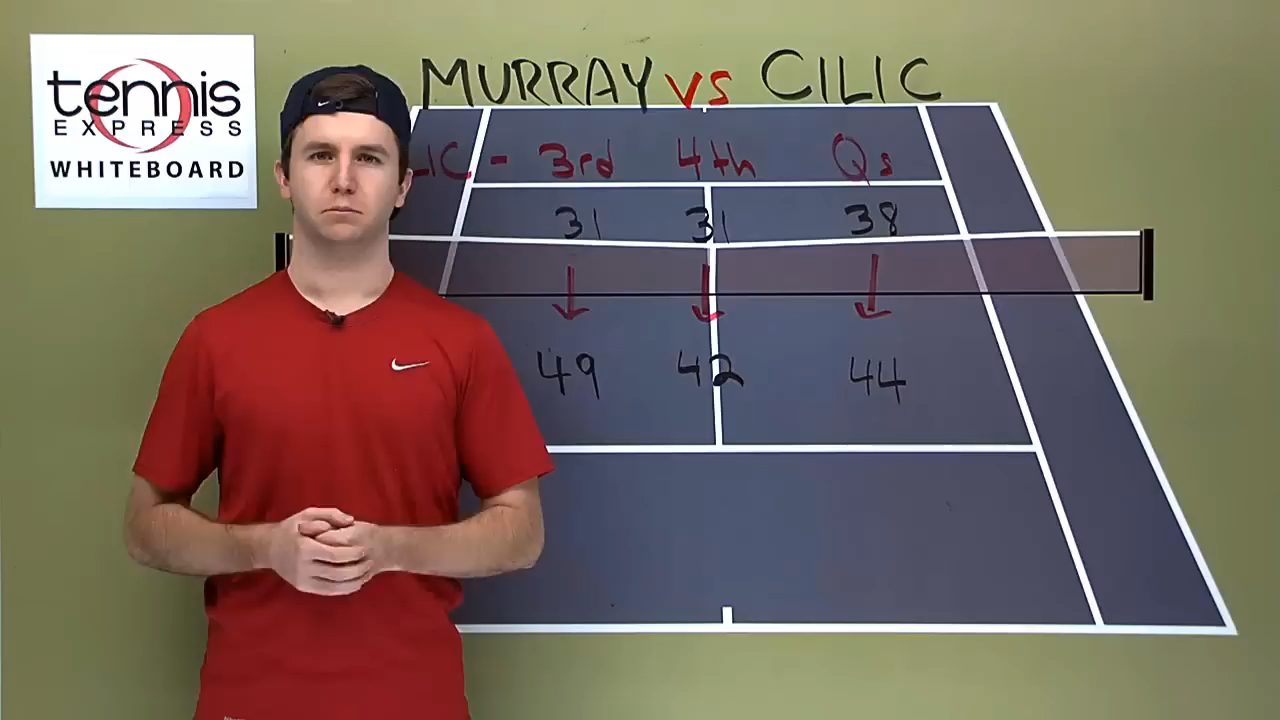 tennis
EXPRESS
WHITEBOARD
MURRAY vs CILIC
- 3rd 4th Qs
31 31 38
49 42 44